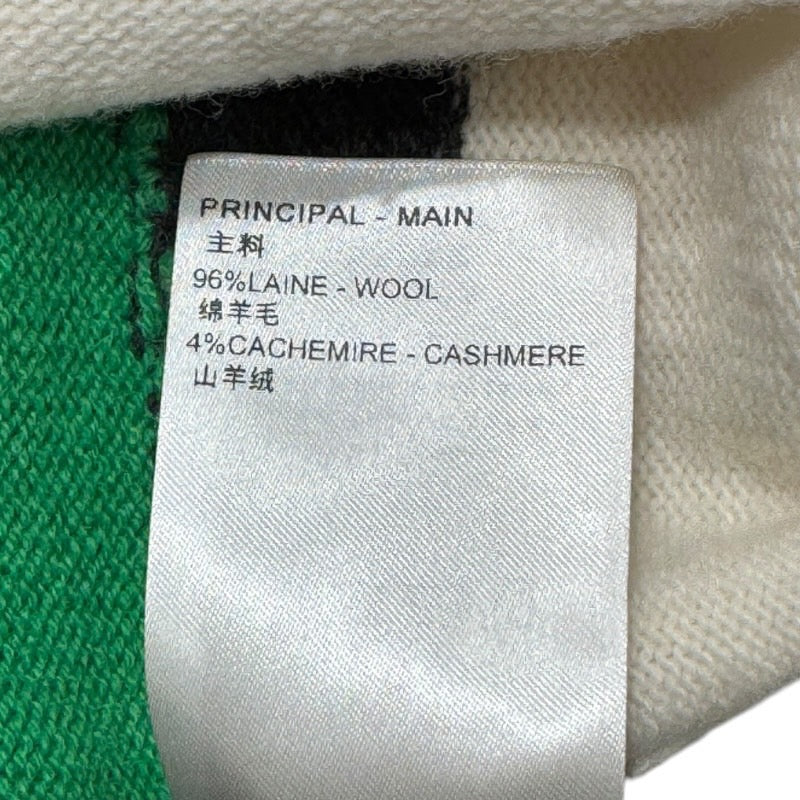 PRINCIPAL - MAIN
主料
96%LAINE - WOOL
绵羊毛
4%CACHEMIRE - CASHMERE
山羊绒